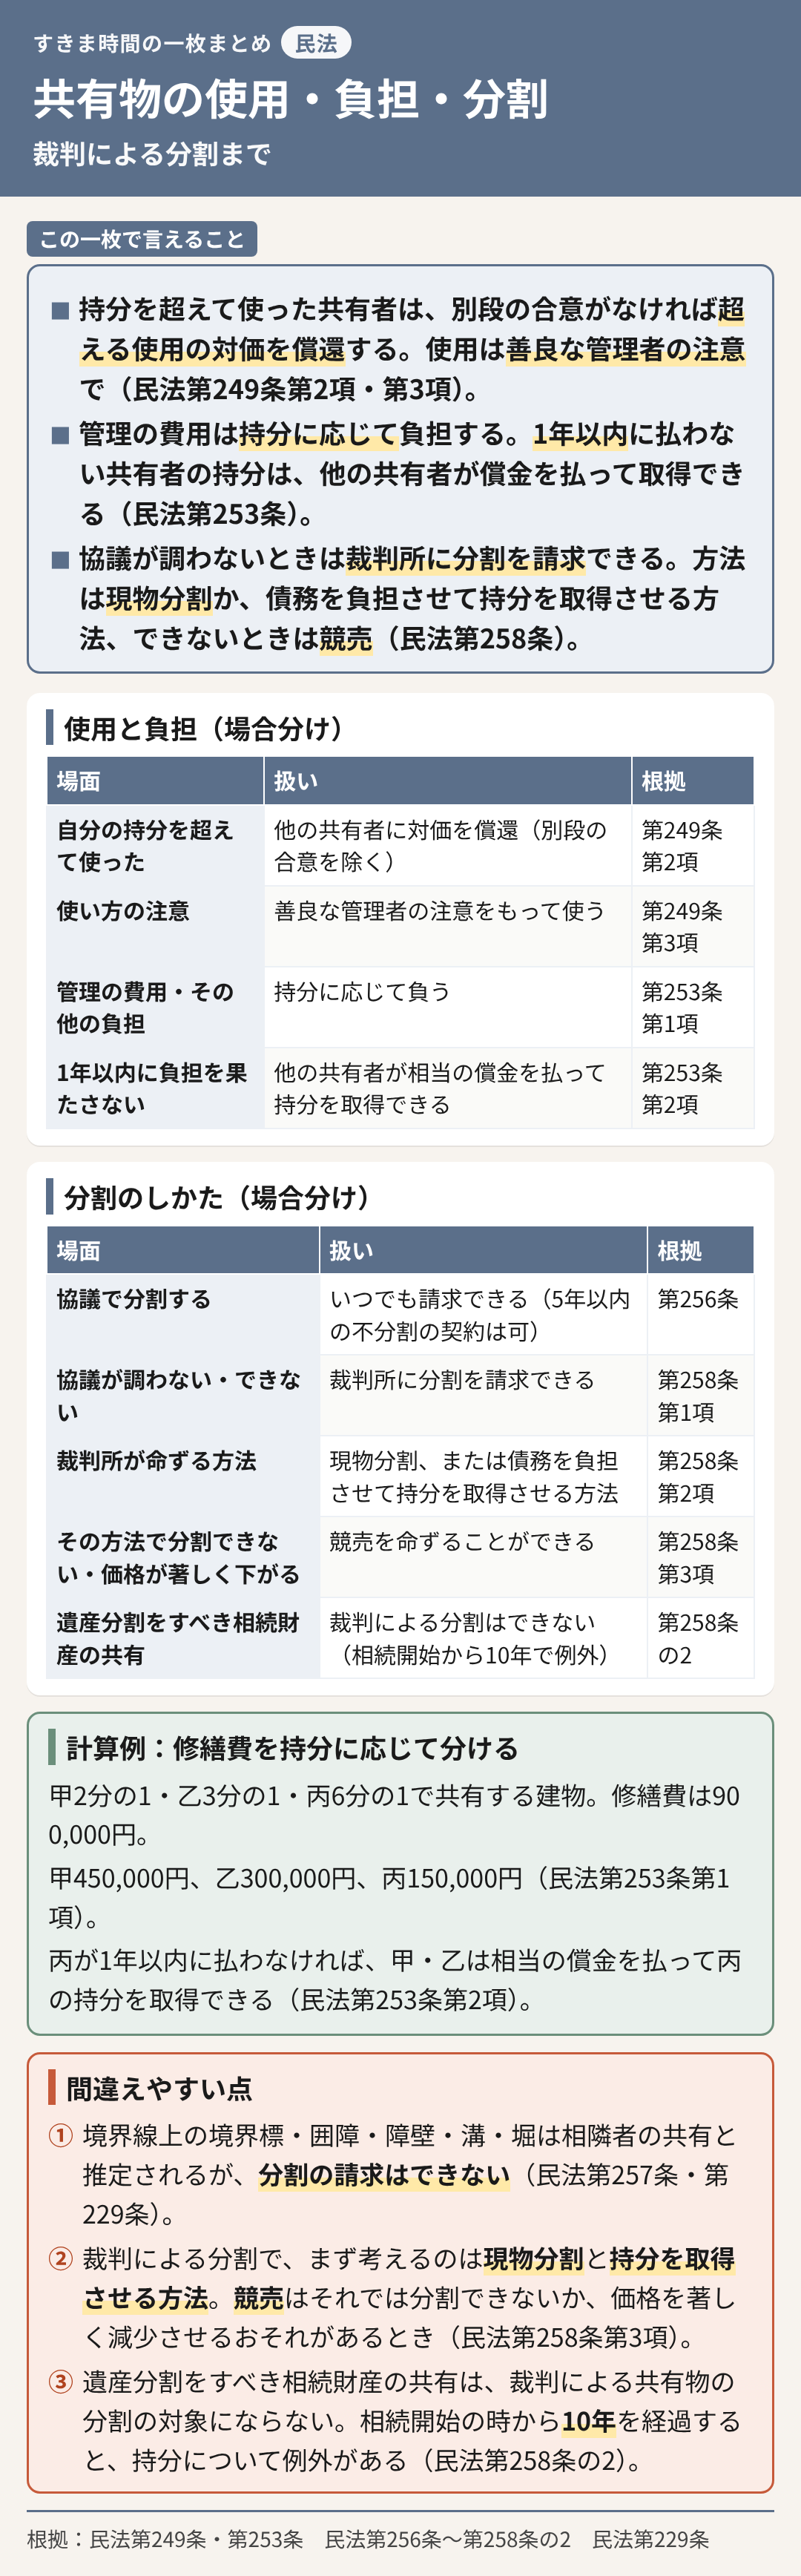 すきま時間の一枚まとめ 民法
共有物の使用・負担・分割
裁判による分割まで
この一枚で言えること
■ 持分を超えて使った共有者は、別段の合意がなければ超
える使用の対価を償還する。使用は善良な管理者の注意
で（民法第249条第2項・第3項）。
■ 管理の費用は持分に応じて負担する。1年以内に払わな
い共有者の持分は、他の共有者が償金を払って取得でき
る（民法第253条）。
■ 協議が調わないときは裁判所に分割を請求できる。方法
は現物分割か、債務を負担させて持分を取得させる方
法、できないときは競売（民法第258条）。
使用と負担（場合分け）
場面 扱い 根拠
自分の持分を超え 他の共有者に対価を償還（別段の 第249条
て使った 合意を除く） 第2項
使い方の注意 善良な管理者の注意をもって使う 第249条
第3項
管理の費用・その 持分に応じて負う 第253条
他の負担 第1項
1年以内に負担を果 他の共有者が相当の償金を払って 第253条
たさない 持分を取得できる 第2項
分割のしかた（場合分け）
場面 扱い 根拠
協議で分割する いつでも請求できる（5年以内 第256条
の不分割の契約は可）
協議が調わない・できな 裁判所に分割を請求できる 第258条
い 第1項
裁判所が命ずる方法 現物分割、または債務を負担 第258条
させて持分を取得させる方法 第2項
その方法で分割できな 競売を命ずることができる 第258条
い・価格が著しく下がる 第3項
遺産分割をすべき相続財 裁判による分割はできない 第258条
産の共有 （相続開始から10年で例外） の2
計算例：修繕費を持分に応じて分ける
甲2分の1・乙3分の1・丙6分の1で共有する建物。修繕費は90
0,000円。
甲450,000円、乙300,000円、丙150,000円（民法第253条第1
項）。
丙が1年以内に払わなければ、甲・乙は相当の償金を払って丙
の持分を取得できる（民法第253条第2項）。
間違えやすい点
① 境界線上の境界標・囲障・障壁・溝・堀は相隣者の共有と
推定されるが、分割の請求はできない（民法第257条・第
229条）。
② 裁判による分割で、まず考えるのは現物分割と持分を取得
させる方法。競売はそれでは分割できないか、価格を著し
く減少させるおそれがあるとき（民法第258条第3項）。
③ 遺産分割をすべき相続財産の共有は、裁判による共有物の
分割の対象にならない。相続開始の時から10年を経過する
と、持分について例外がある（民法第258条の2）。
根拠：民法第249条・第253条 民法第256条～第258条の2 民法第229条